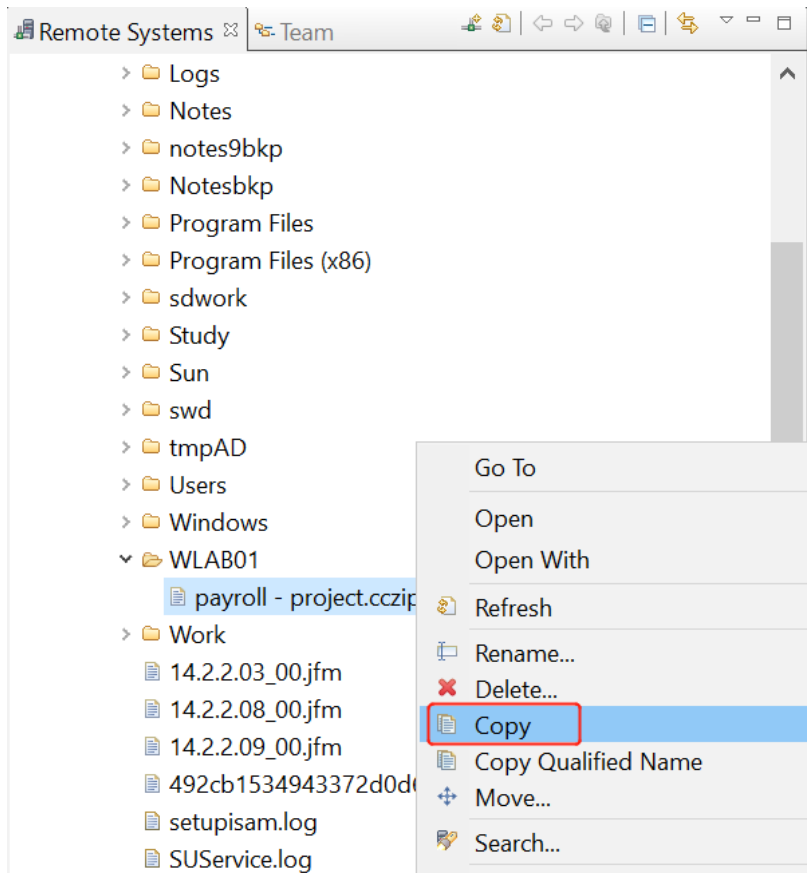 Remote Systems Team
Logs
Notes
notes9bkp
Notesbkp
Program Files
Program Files (x86)
sdwork
Study
Sun
swd
tmpAD
Users
Windows
WLAB01
payroll - project.cczip
Work
14.2.2.03_00.jfm
14.2.2.08_00.jfm
14.2.2.09_00.jfm
setupisam.log
SUService.log
Go To
Open
Open With
Refresh
Rename...
Delete...
Copy
Copy Qualified Name
Move...
Search...